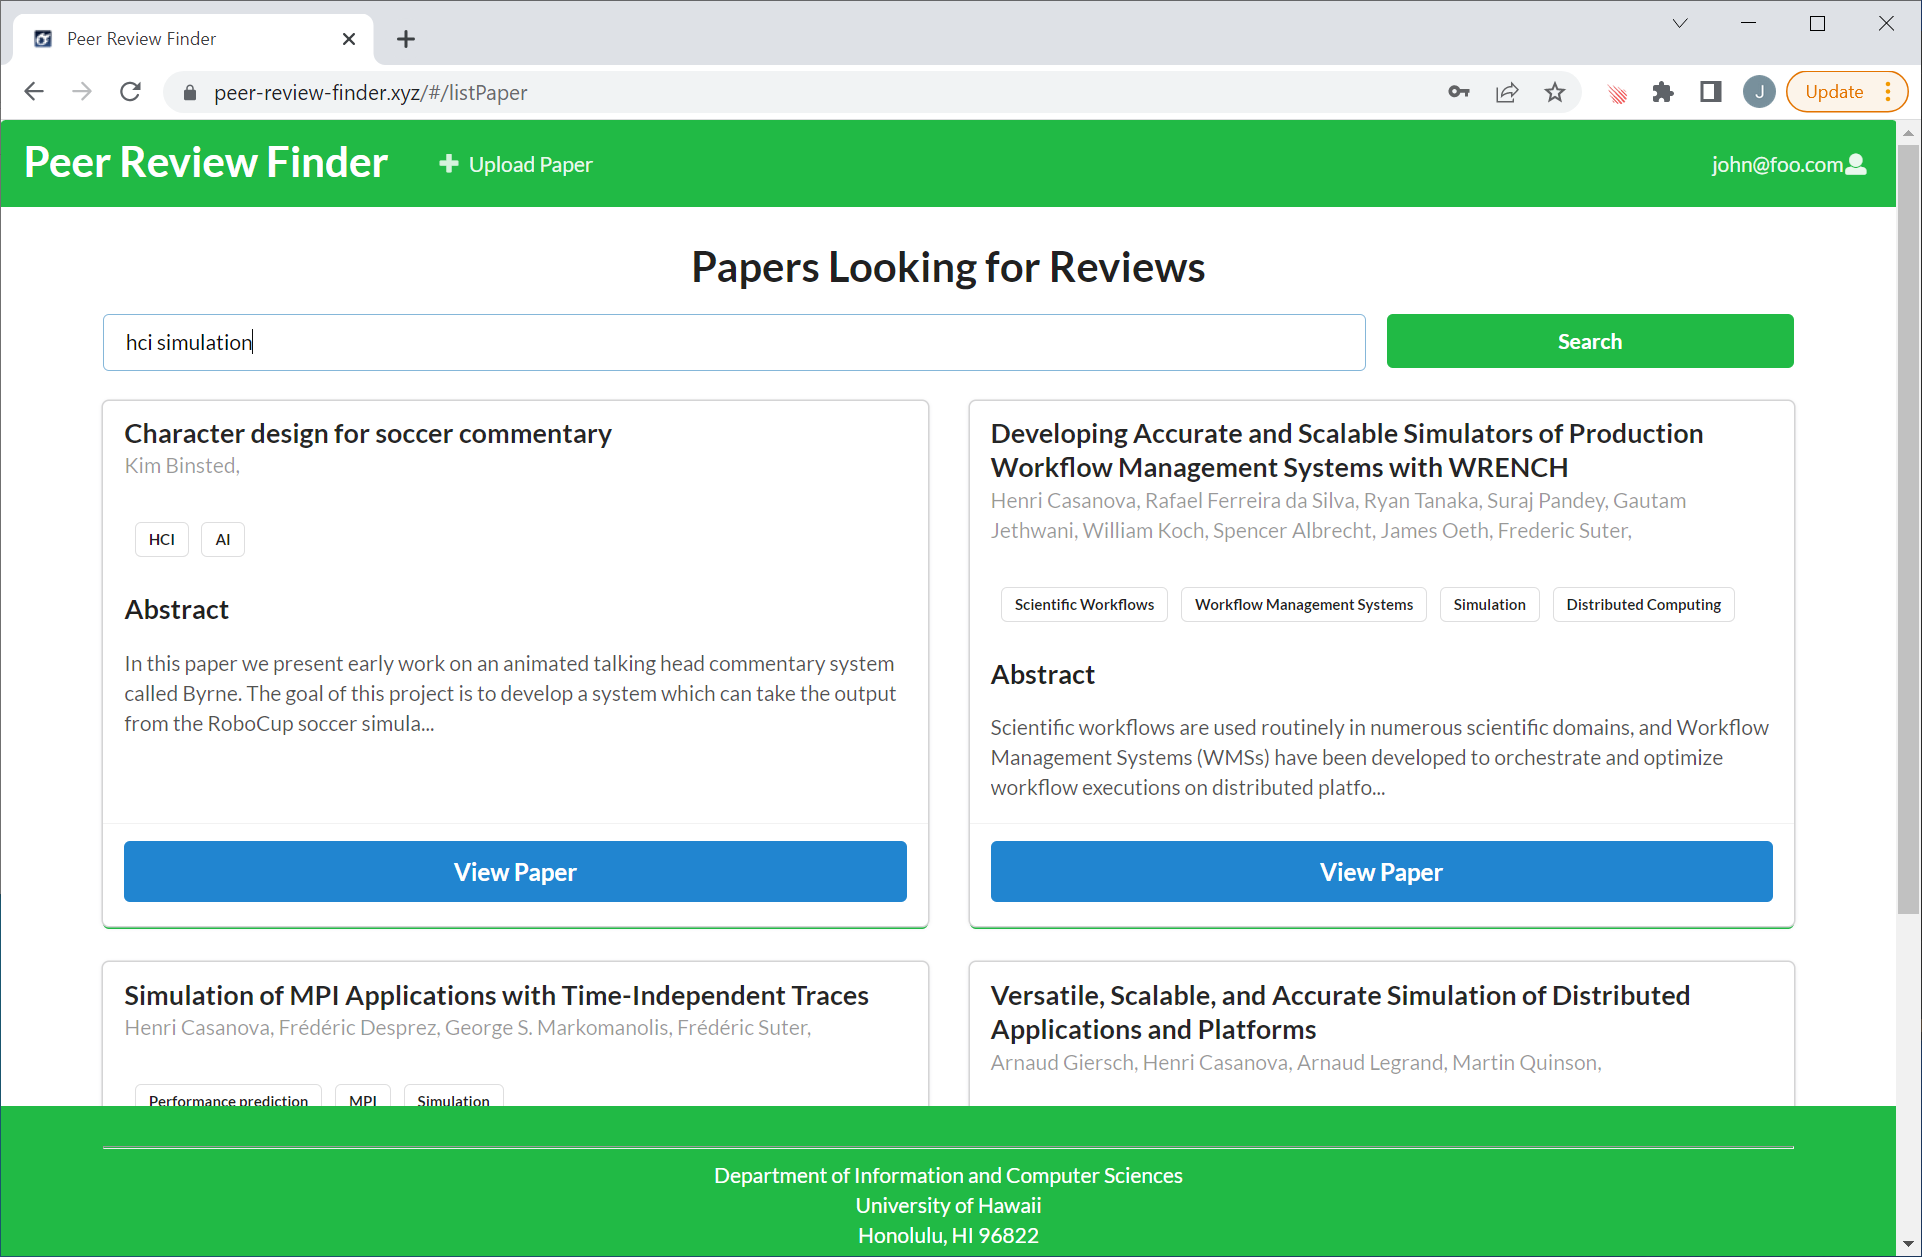 Peer Review Finder
peer-review-finder.xyz/#/listPaper
J
Update
Peer Review Finder
Upload Paper
john@foo.com
Papers Looking for Reviews
hci simulation
Search
Character design for soccer commentary
Kim Binsted,
HCI AI
Abstract
In this paper we present early work on an animated talking head commentary system
called Byrne. The goal of this project is to develop a system which can take the output
from the RoboCup soccer simula...
View Paper
Developing Accurate and Scalable Simulators of Production
Workflow Management Systems with WRENCH
Henri Casanova, Rafael Ferreira da Silva, Ryan Tanaka, Suraj Pandey, Gautam
Jethwani, William Koch, Spencer Albrecht, James Oeth, Frederic Suter,
Scientific Workflows Workflow Management Systems Simulation Distributed Computing
Abstract
Scientific workflows are used routinely in numerous scientific domains, and Workflow
Management Systems (WMSs) have been developed to orchestrate and optimize
workflow executions on distributed platfo...
View Paper
Simulation of MPI Applications with Time-Independent Traces
Henri Casanova, Frédéric Desprez, George S. Markomanolis, Frédéric Suter,
Performance prediction MPI Simulation
Versatile, Scalable, and Accurate Simulation of Distributed
Applications and Platforms
Arnaud Giersch, Henri Casanova, Arnaud Legrand, Martin Quinson,
Department of Information and Computer Sciences
University of Hawaii
Honolulu, HI 96822